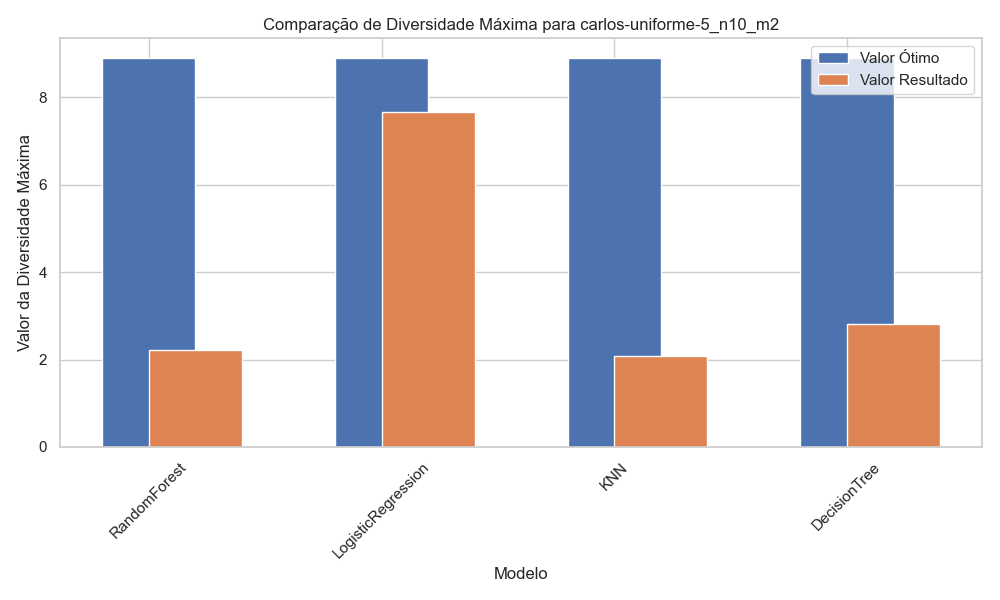 Comparação de Diversidade Máxima para carlos-uniforme-5_n10_m2
Valor Ótimo
Valor Resultado
Valor da Diversidade Máxima
8
6
4
2
0
RandomForest
LogisticRegression
KNN
DecisionTree
Modelo